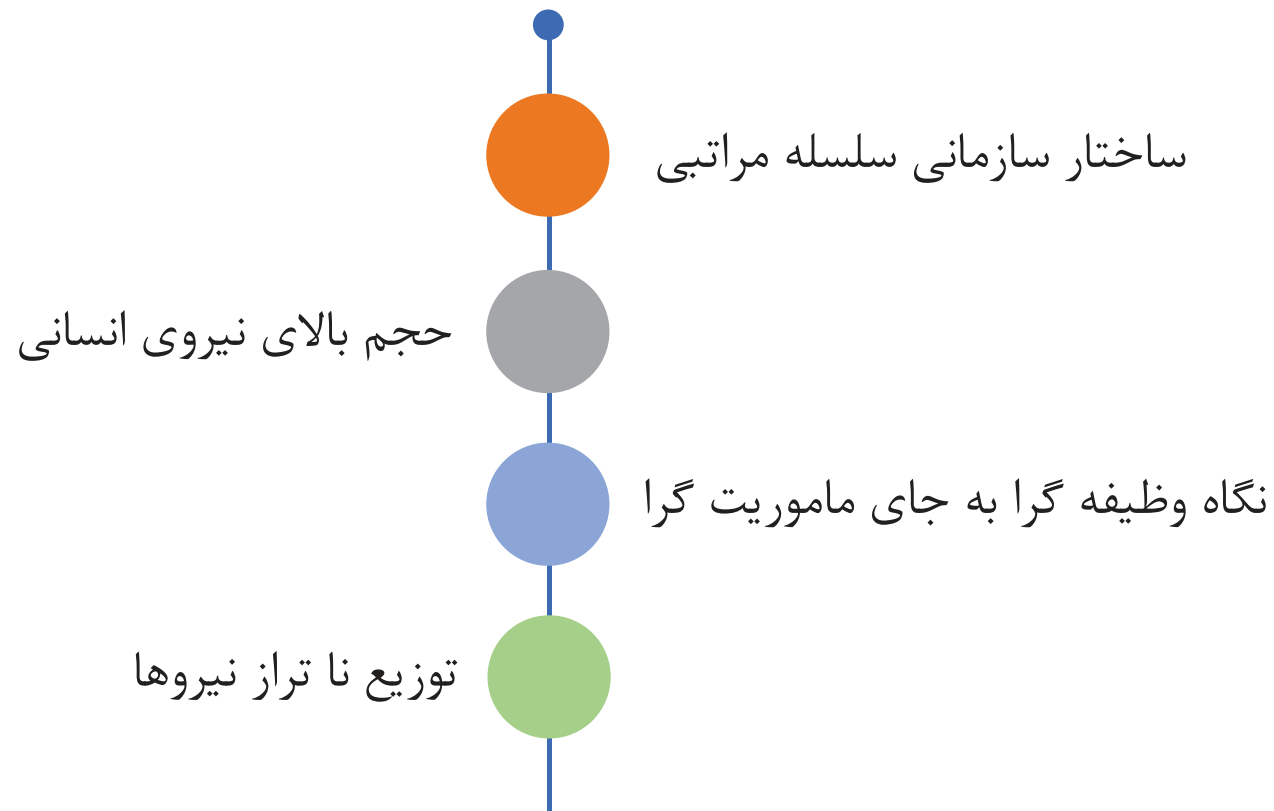 ساختار سازمانی سلسله مراتبی
حجم بالای نیروی انسانی
نگاه وظیفه گرا به جای ماموریت گرا
توزیع نا تراز نیروها